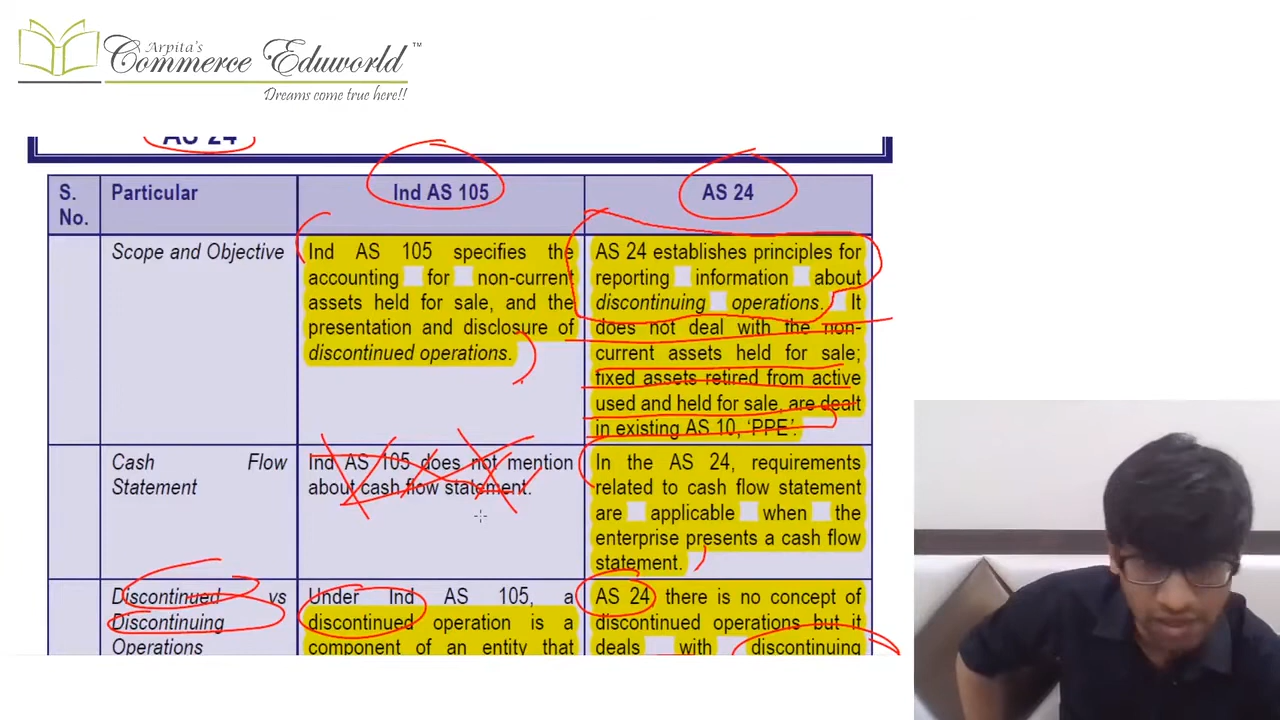 Arpita's
Commerce Eduworld™
Dreams come true here!!
AS 24
S. No.
Particular
Ind AS 105
AS 24
Scope and Objective
Ind AS 105 specifies the
accounting for non-current
assets held for sale, and the
presentation and disclosure of
discontinued operations.
AS 24 establishes principles for
reporting information about
discontinuing operations. It
does not deal with the non-
current assets held for sale;
fixed assets retired from active
used and held for sale, are dealt
in existing AS 10, 'PPE'.
Cash Flow
Statement
Ind AS 105 does not mention
about cash flow statement.
In the AS 24, requirements
related to cash flow statement
are applicable when the
enterprise presents a cash flow
statement.
Discontinued vs
Discontinuing
Operations
Under Ind AS 105, a
discontinued operation is a
component of an entity that
AS 24 there is no concept of
discontinued operations but it
deals with discontinuing